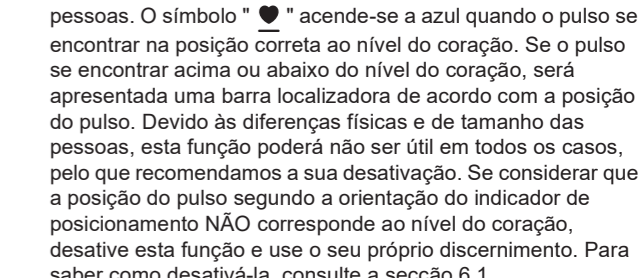 pessoas. O símbolo " ♥ " acende-se a azul quando o pulso se
encontrar na posição correta ao nível do coração. Se o pulso
se encontrar acima ou abaixo do nível do coração, será
apresentada uma barra localizadora de acordo com a posição
do pulso. Devido às diferenças físicas e de tamanho das
pessoas, esta função poderá não ser útil em todos os casos,
pelo que recomendamos a sua desativação. Se considerar que
a posição do pulso segundo a orientação do indicador de
posicionamento NÃO corresponde ao nível do coração,
desative esta função e use o seu próprio discernimento. Para
saber como desativá-la, consulte a secção 6.1